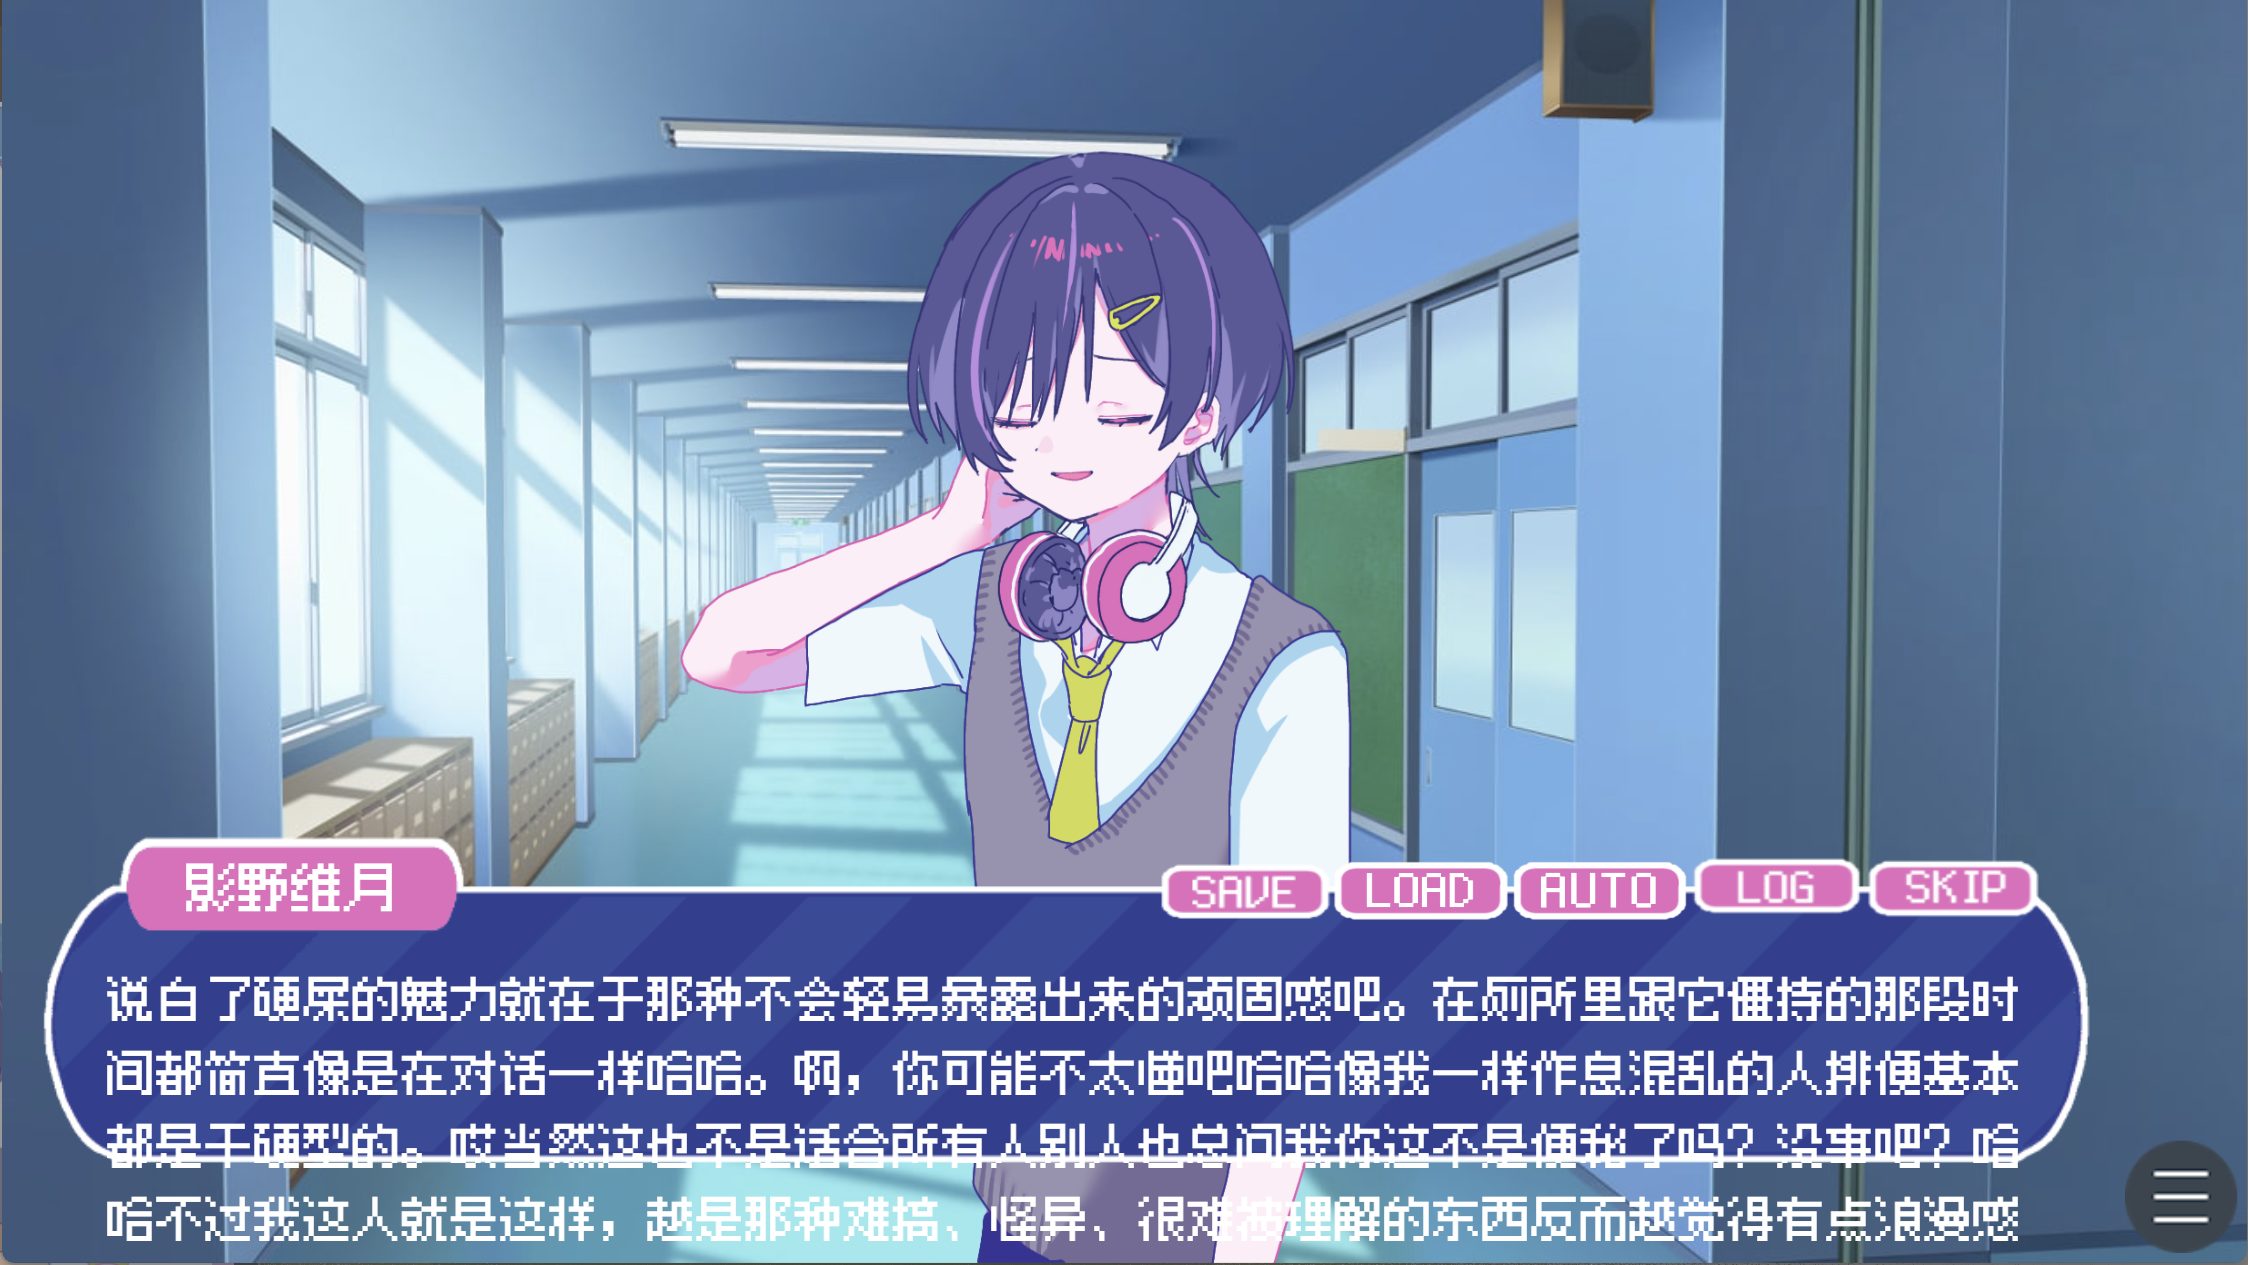 影野维月
SAVE LOAD AUTO LOG SKIP
说白了硬屎的魅力就在于那种不会轻易暴露出来的顽固感吧。在厕所里跟它僵持的那段时
间都简直像是在对话一样哈哈。啊，你可能不太懂吧哈哈像我一样作息混乱的人排便基本
都是干硬型的。哎当然这也不是适合所有人别人也总问我你这不是便秘了吗？没事吧？哈
哈不过我这人就是这样，越是那种难搞、怪异、很难被理解的东西反而越觉得有点浪漫感